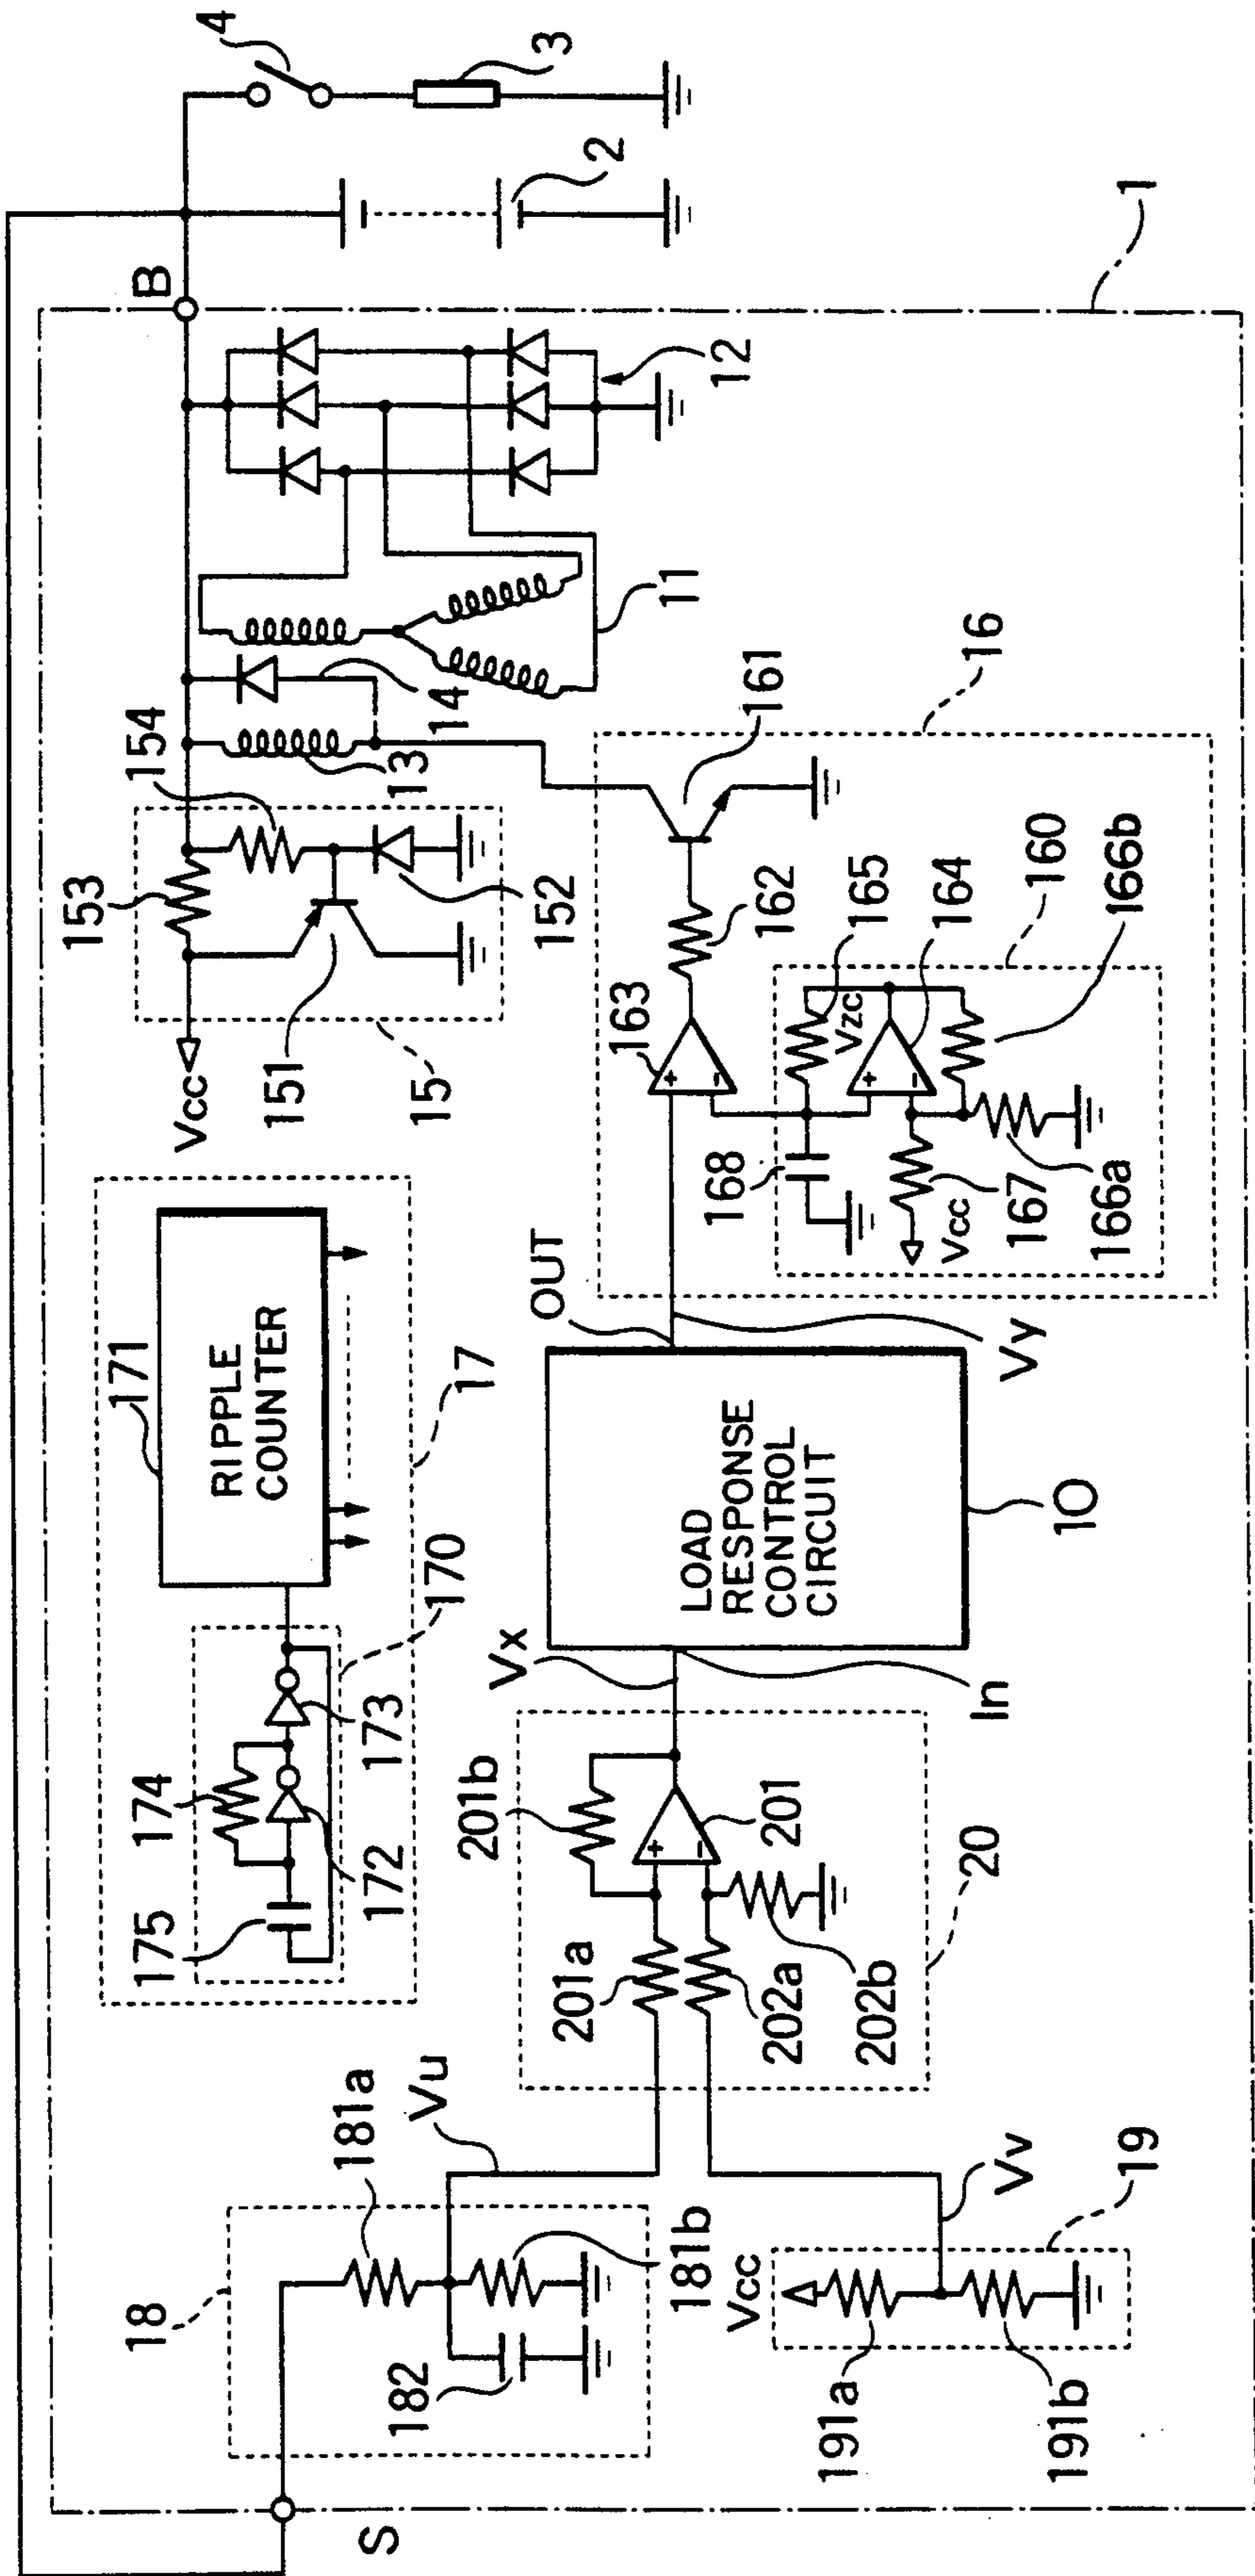 4
3
2
1
B
12
11
14
13
154
153
152
151
15
Vcc
16
161
162
163
165
164
160
166b
Vzc
+
-
+
-
168
Vcc
167
166a
171
RIPPLE
COUNTER
17
170
174
173
175
172
OUT
Vy
LOAD
RESPONSE
CONTROL
CIRCUIT
10
Vx
In
201b
+
-
201
20
201a
202a
202b
Vu
181a
18
181b
182
Vv
19
Vcc
191a
191b
S